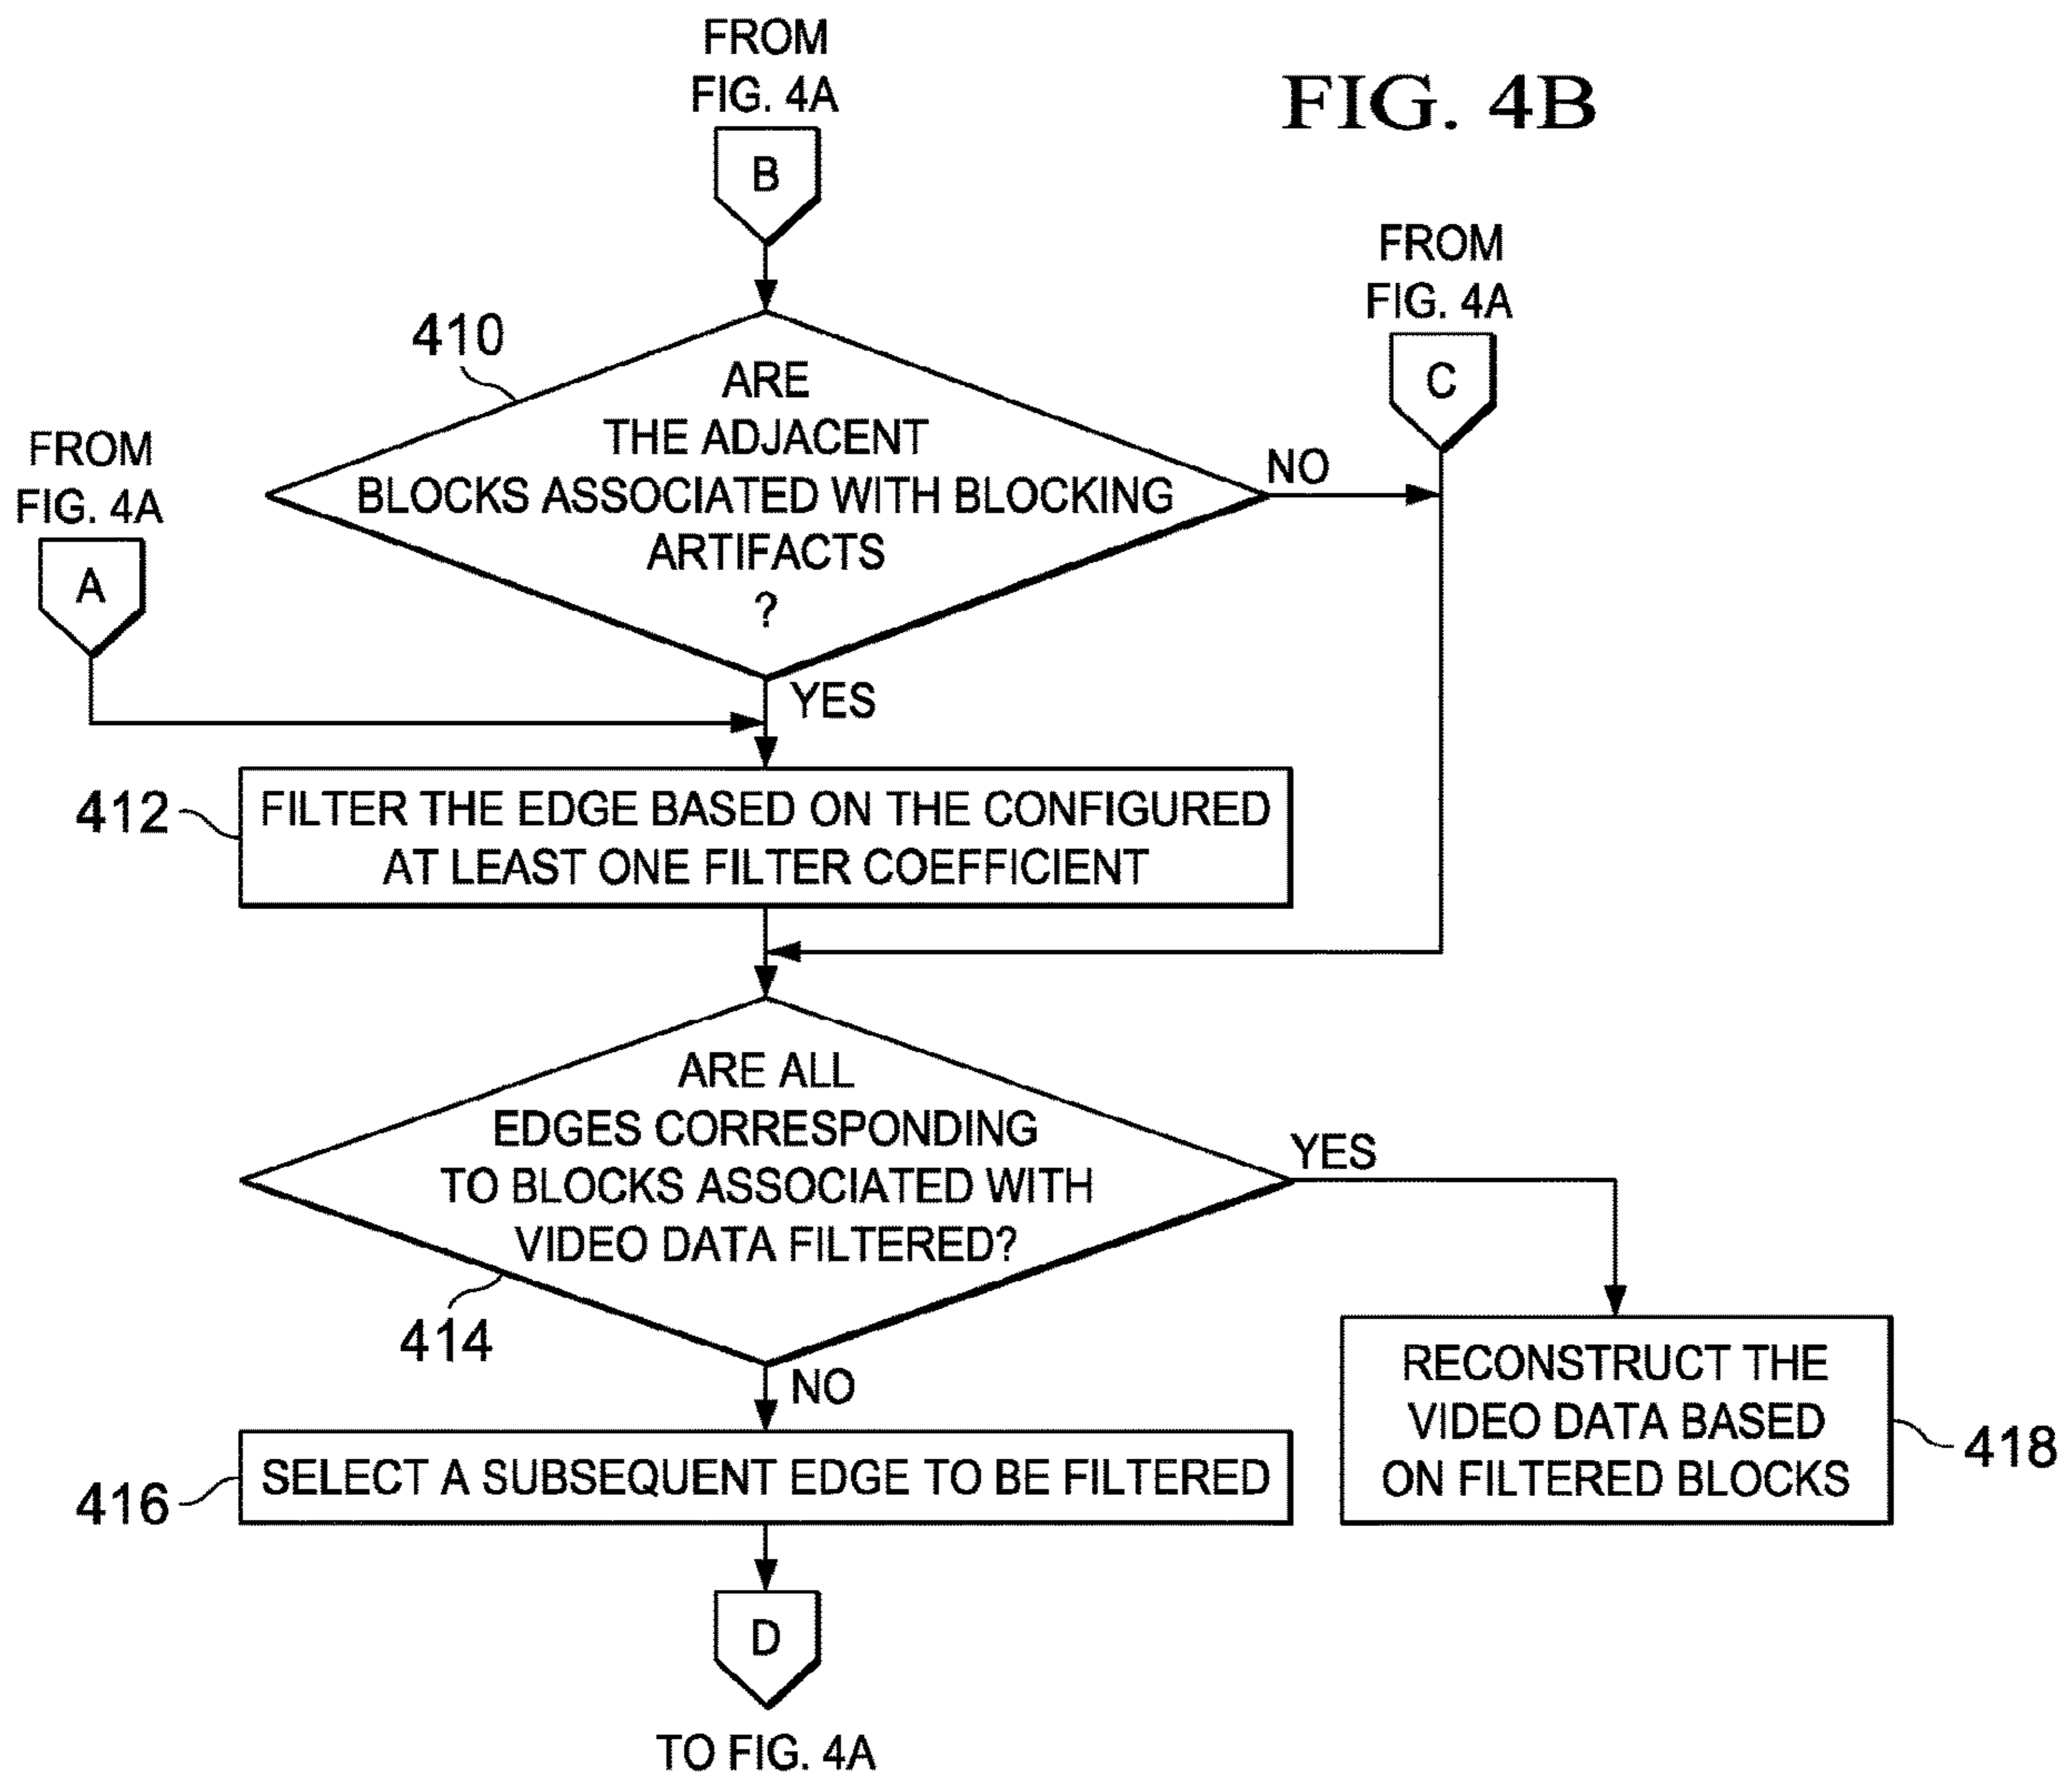 FROM
FIG. 4A
FIG. 4B
B
FROM
FIG. 4A
C
410
ARE
THE ADJACENT
BLOCKS ASSOCIATED WITH BLOCKING
ARTIFACTS
?
NO
FROM
FIG. 4A
A
YES
412
FILTER THE EDGE BASED ON THE CONFIGURED
AT LEAST ONE FILTER COEFFICIENT
ARE ALL
EDGES CORRESPONDING
TO BLOCKS ASSOCIATED WITH
VIDEO DATA FILTERED?
YES
414
NO
RECONSTRUCT THE
VIDEO DATA BASED
ON FILTERED BLOCKS
418
416
SELECT A SUBSEQUENT EDGE TO BE FILTERED
D
TO FIG. 4A